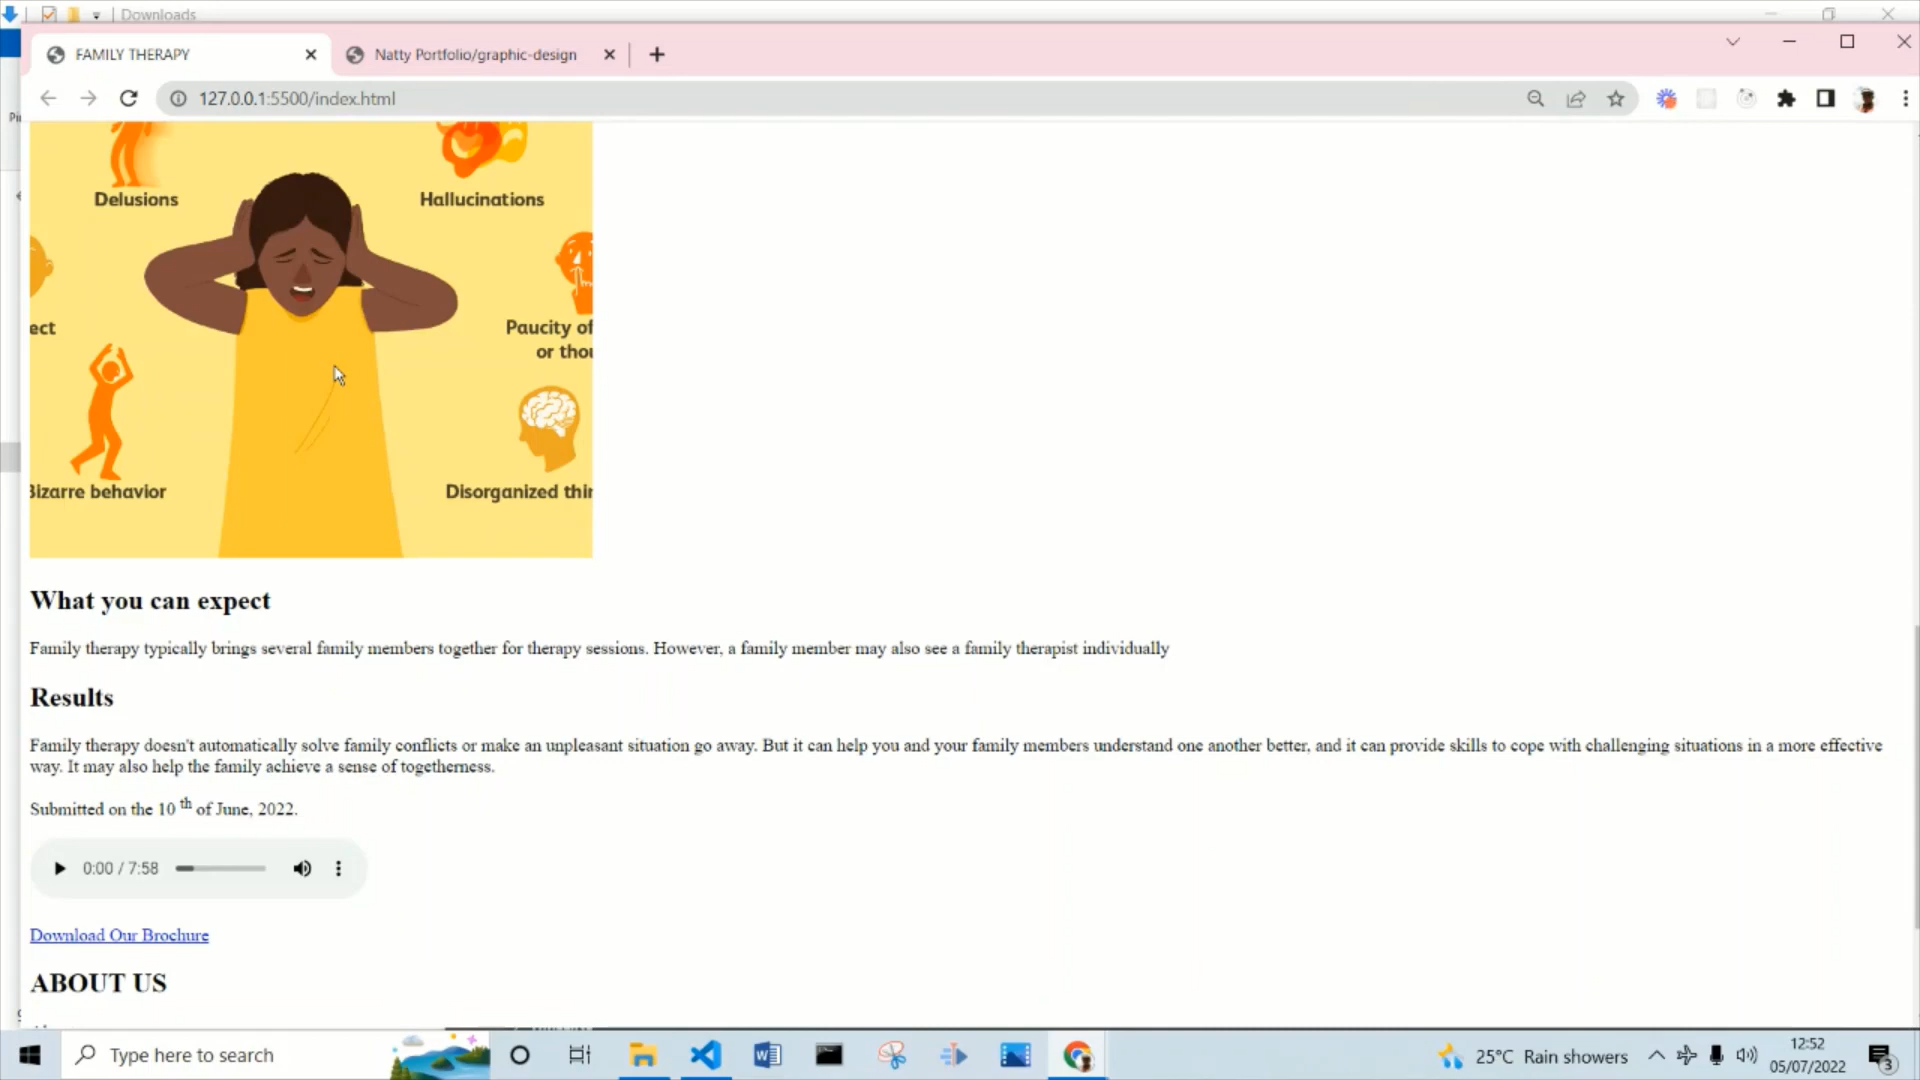 Downloads
FAMILY THERAPY
Natty Portfolio/graphic-design
127.0.0.1:5500/index.html
Delusions
Hallucinations
ect
Paucity of
or thou
Bizarre behavior
Disorganized thin
What you can expect
Family therapy typically brings several family members together for therapy sessions. However, a family member may also see a family therapist individually
Results
Family therapy doesn't automatically solve family conflicts or make an unpleasant situation go away. But it can help you and your family members understand one another better, and it can provide skills to cope with challenging situations in a more effective
way. It may also help the family achieve a sense of togetherness.
Submitted on the 10 th of June, 2022.
0:00 / 7:58
Download Our Brochure
ABOUT US
Type here to search
25°C Rain showers
12:52
05/07/2022
3